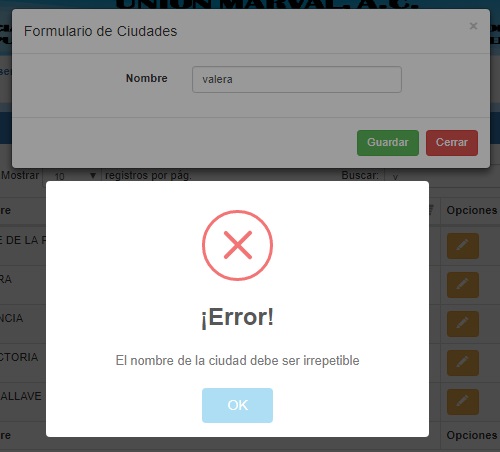 UNION MARVAL, A.C.
Formulario de Ciudades ×
Nombre valera
Guardar Cerrar
Mostrar 10 registros por pág. Buscar: v
re Opciones
E DE LA
RA
NCIA
CTORIA
ALLAVE
re Opciones
¡Error!
El nombre de la ciudad debe ser irrepetible
OK